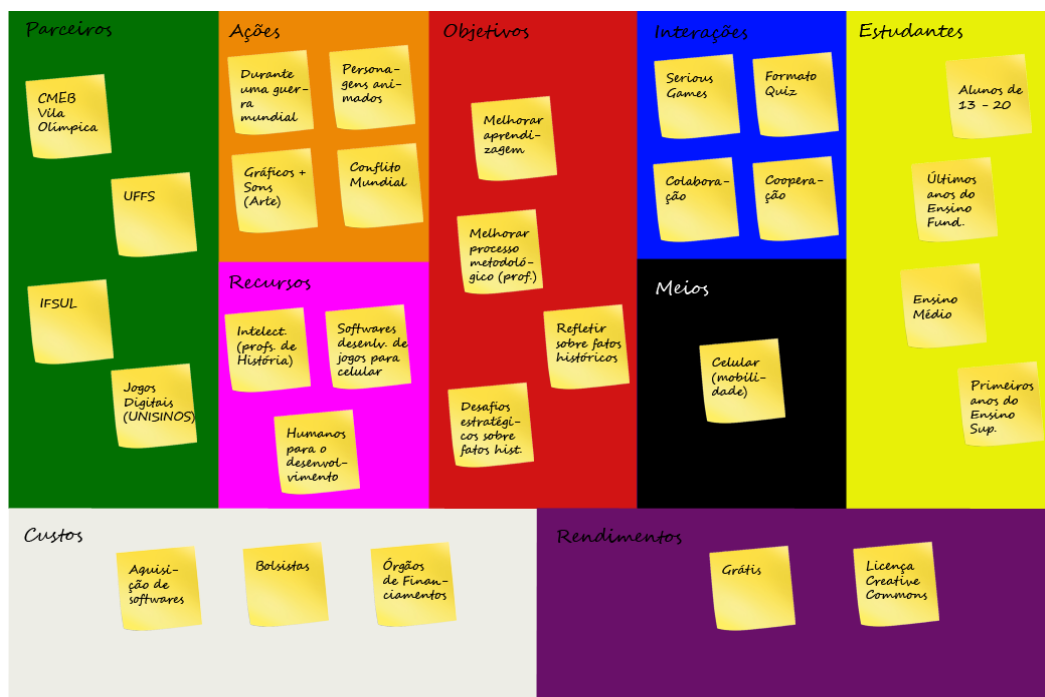 Parceiros
CMEB
Vila
Olímpica
UFFS
IFSUL
Jogos
Digitais
(UNISINOS)
Ações
Durante
uma guer-
ra
mundial
Persona-
gens ani-
mados
Gráficos +
Sons
(Arte)
Conflito
Mundial
Recursos
Intelect.
(profs. de
História)
Softwares
desenlv. de
jogos para
celular
Humanos
para o
desenvol-
vimento
Objetivos
Melhorar
aprendi-
zagem
Melhorar
processo
metodoló-
gico (prof.)
Refletir
sobre fatos
históricos
Desafios
estratégi-
cos sobre
fatos hist.
Interações
Serious
Games
Formato
Quiz
Colabora-
ção
Coopera-
ção
Meios
Celular
(mobili-
dade)
Estudantes
Alunos de
13 - 20
Últimos
anos do
Ensino
Fund.
Ensino
Médio
Primeiros
anos do
Ensino
Sup.
Custos
Aquisi-
ção de
softwares
Bolsistas
Órgãos
de Finan-
ciamentos
Rendimentos
Grátis
Licença
Creative
Commons